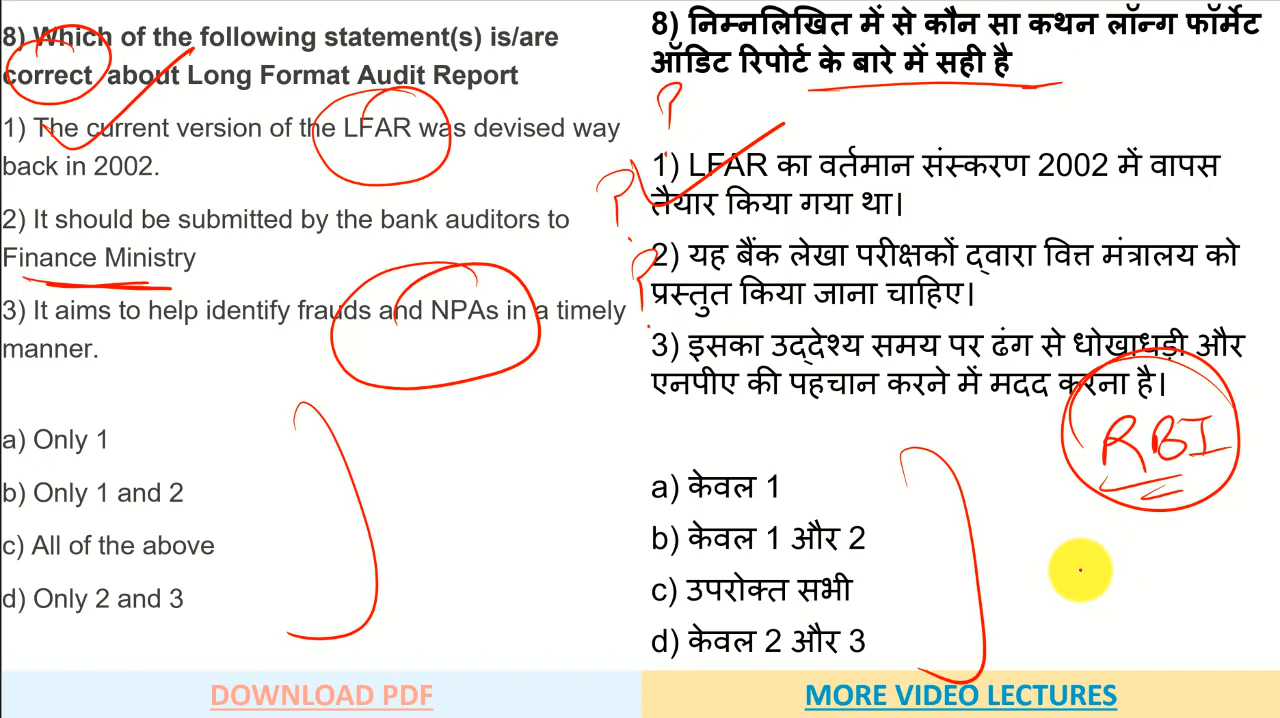 8) Which of the following statement(s) is/are
correct about Long Format Audit Report
1) The current version of the LFAR was devised way
back in 2002.
2) It should be submitted by the bank auditors to
Finance Ministry
3) It aims to help identify frauds and NPAs in a timely
manner.
a) Only 1
b) Only 1 and 2
c) All of the above
d) Only 2 and 3
DOWNLOAD PDF
8) निम्नलिखित में से कौन सा कथन लॉन्ग फॉर्मेट
ऑडिट रिपोर्ट के बारे में सही है
1) LFAR का वर्तमान संस्करण 2002 में वापस
तैयार किया गया था।
2) यह बैंक लेखा परीक्षकों द्वारा वित्त मंत्रालय को
प्रस्तुत किया जाना चाहिए।
3) इसका उद्देश्य समय पर ढंग से धोखाधड़ी और
एनपीए की पहचान करने में मदद करना है।
RBI
a) केवल 1
b) केवल 1 और 2
c) उपरोक्त सभी
d) केवल 2 और 3
MORE VIDEO LECTURES